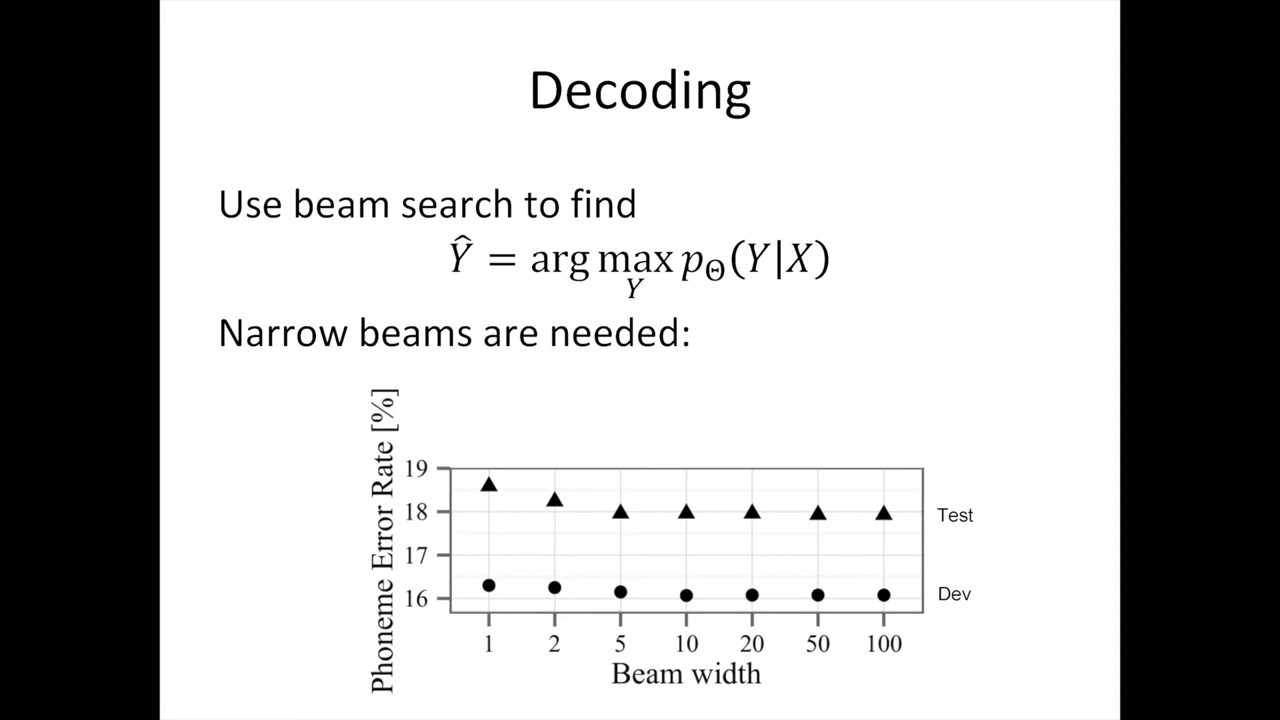 Decoding
Use beam search to find
Ŷ = arg max p_Θ(Y|X)
Y
Narrow beams are needed:
Phoneme Error Rate [%]
19
18
17
16
Test
Dev
1 2 5 10 20 50 100
Beam width